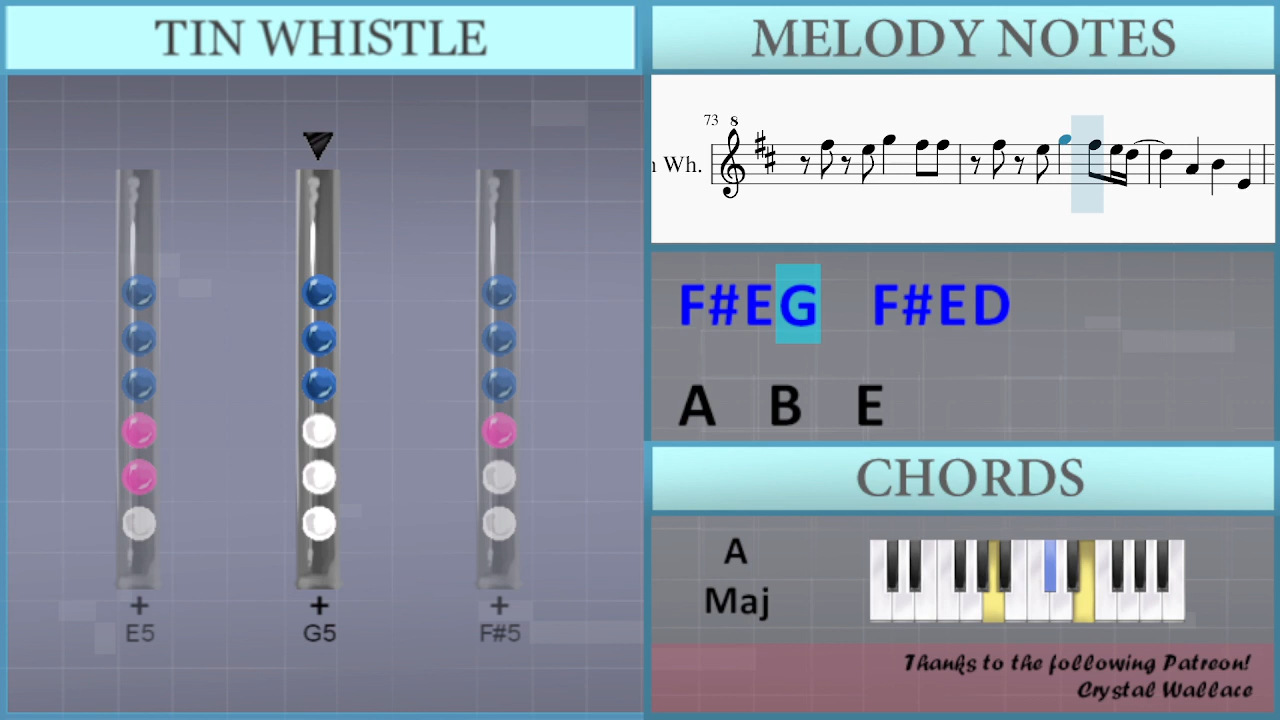 TIN WHISTLE
+ + +
E5 G5 F#5
MELODY NOTES
73 8
Wh.
F#EG F#ED
A B E
CHORDS
A
Maj
Thanks to the following Patreon!
Crystal Wallace